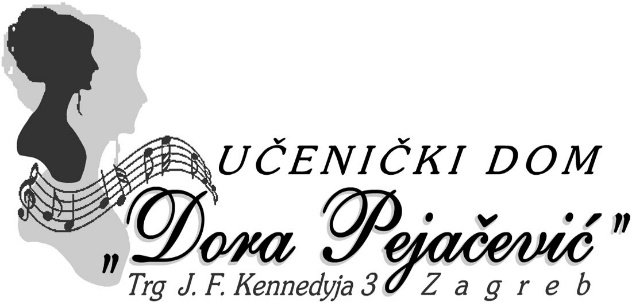 UČENIČKI DOM
„Dora Pejačević”
Trg J. F. Kennedyja 3 Zagreb